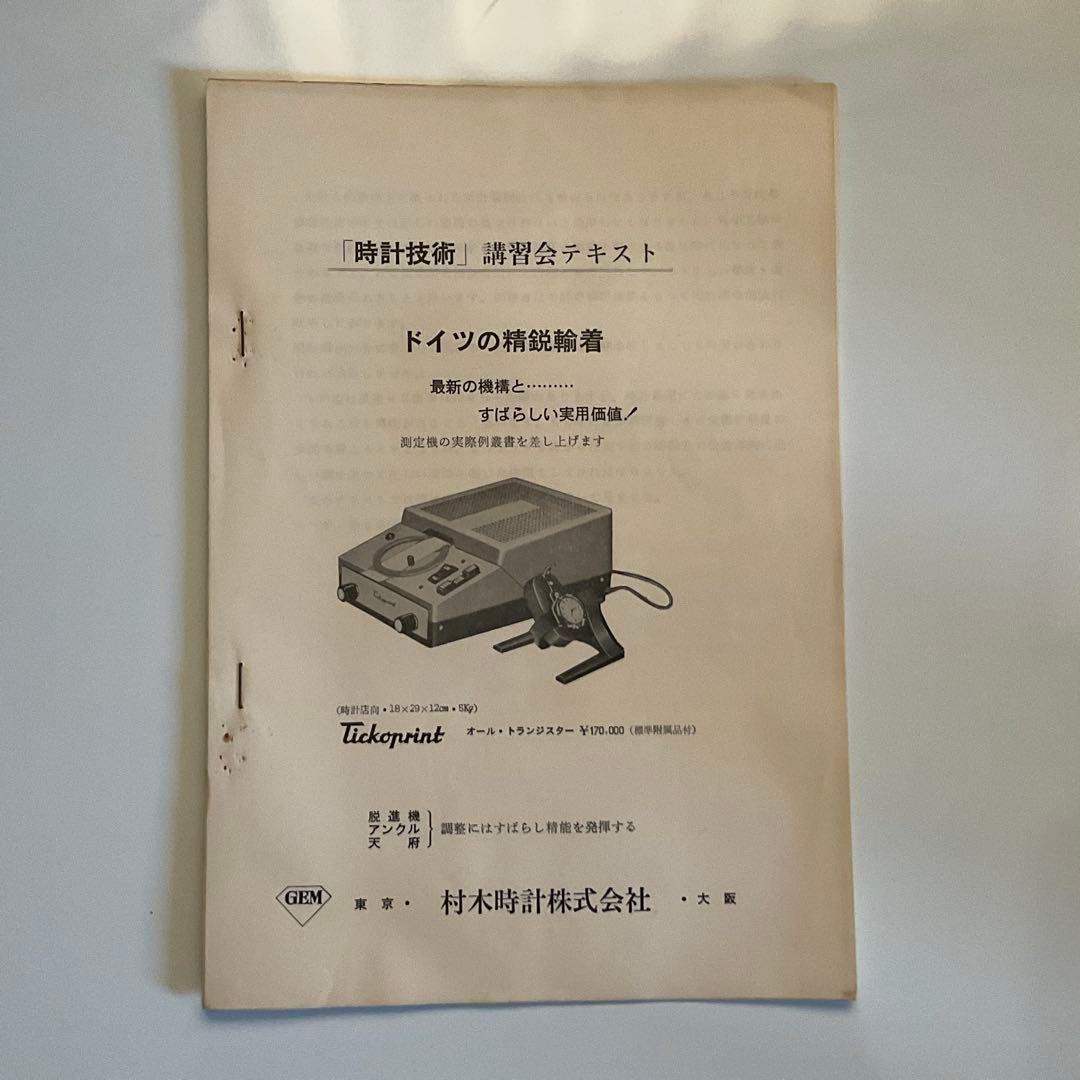 「時計技術」講習会テキスト
ドイツの精鋭輸着
最新の機構と………
すばらしい実用価値！
測定機の実際例叢書を差し上げます
Tickoprint
（時計店向・18×29×12cm・5Kg）
Tickoprint オール・トランジスター ￥170,000（標準附属品付）
脱進機
アンクル
天府
調整にはすばらし精能を発揮する
GEM 東京・ 村木時計株式会社 ・大阪